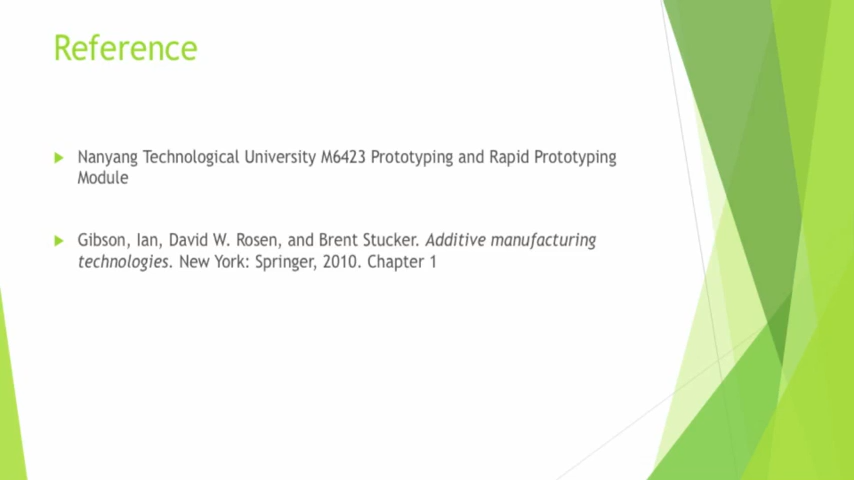 Reference
Nanyang Technological University M6423 Prototyping and Rapid Prototyping
Module
Gibson, Ian, David W. Rosen, and Brent Stucker. Additive manufacturing
technologies. New York: Springer, 2010. Chapter 1